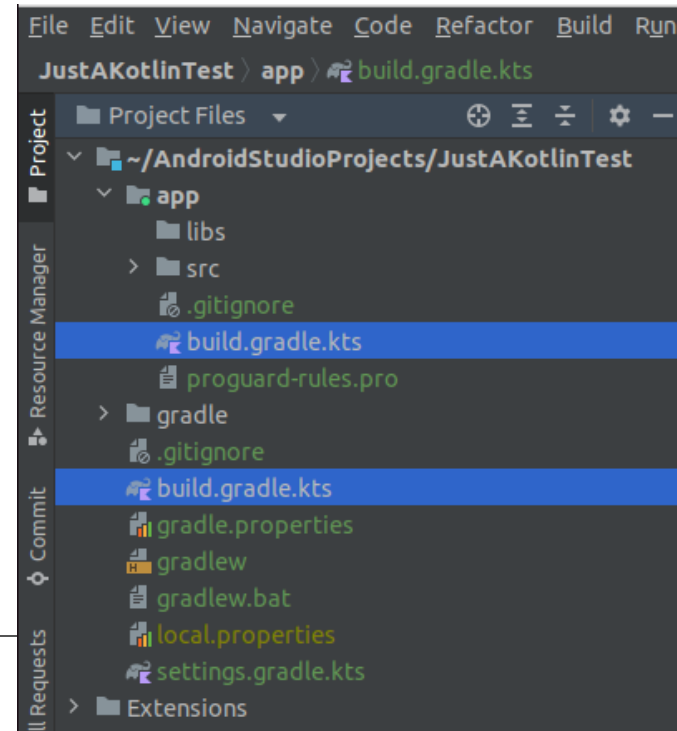 File Edit View Navigate Code Refactor Build Run
JustAKotlinTest app build.gradle.kts
Project
Resource Manager
Commit
Requests
Project Files
~/AndroidStudioProjects/JustAKotlinTest
app
libs
src
.gitignore
build.gradle.kts
proguard-rules.pro
gradle
.gitignore
build.gradle.kts
gradle.properties
gradlew
gradlew.bat
local.properties
settings.gradle.kts
Extensions